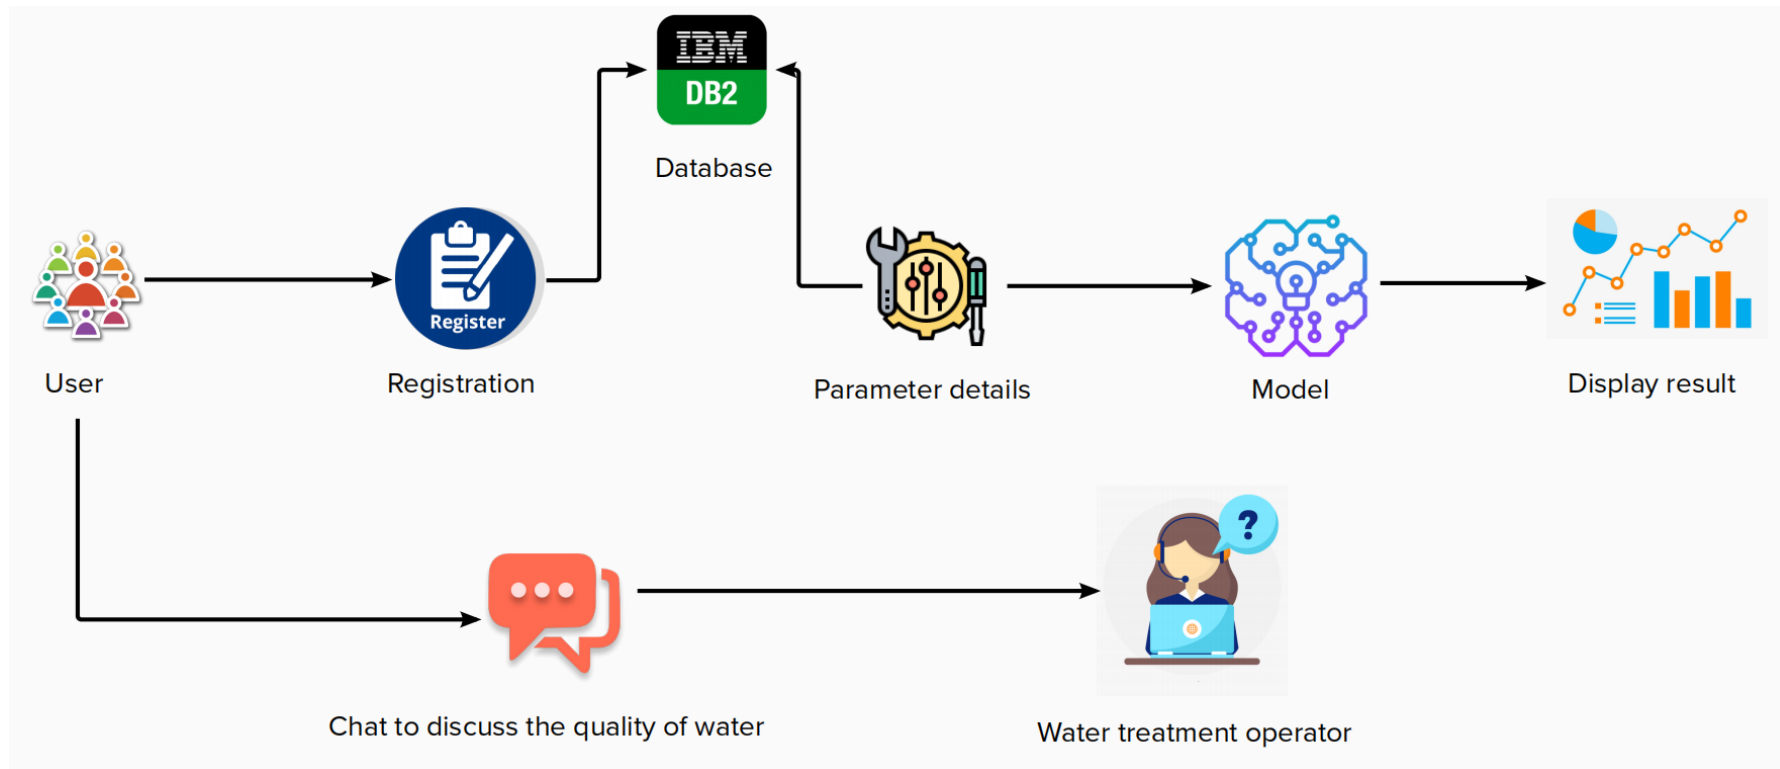 IBM
DB2
Database
Register
User
Registration
Parameter details
Model
Display result
?
Chat to discuss the quality of water
Water treatment operator